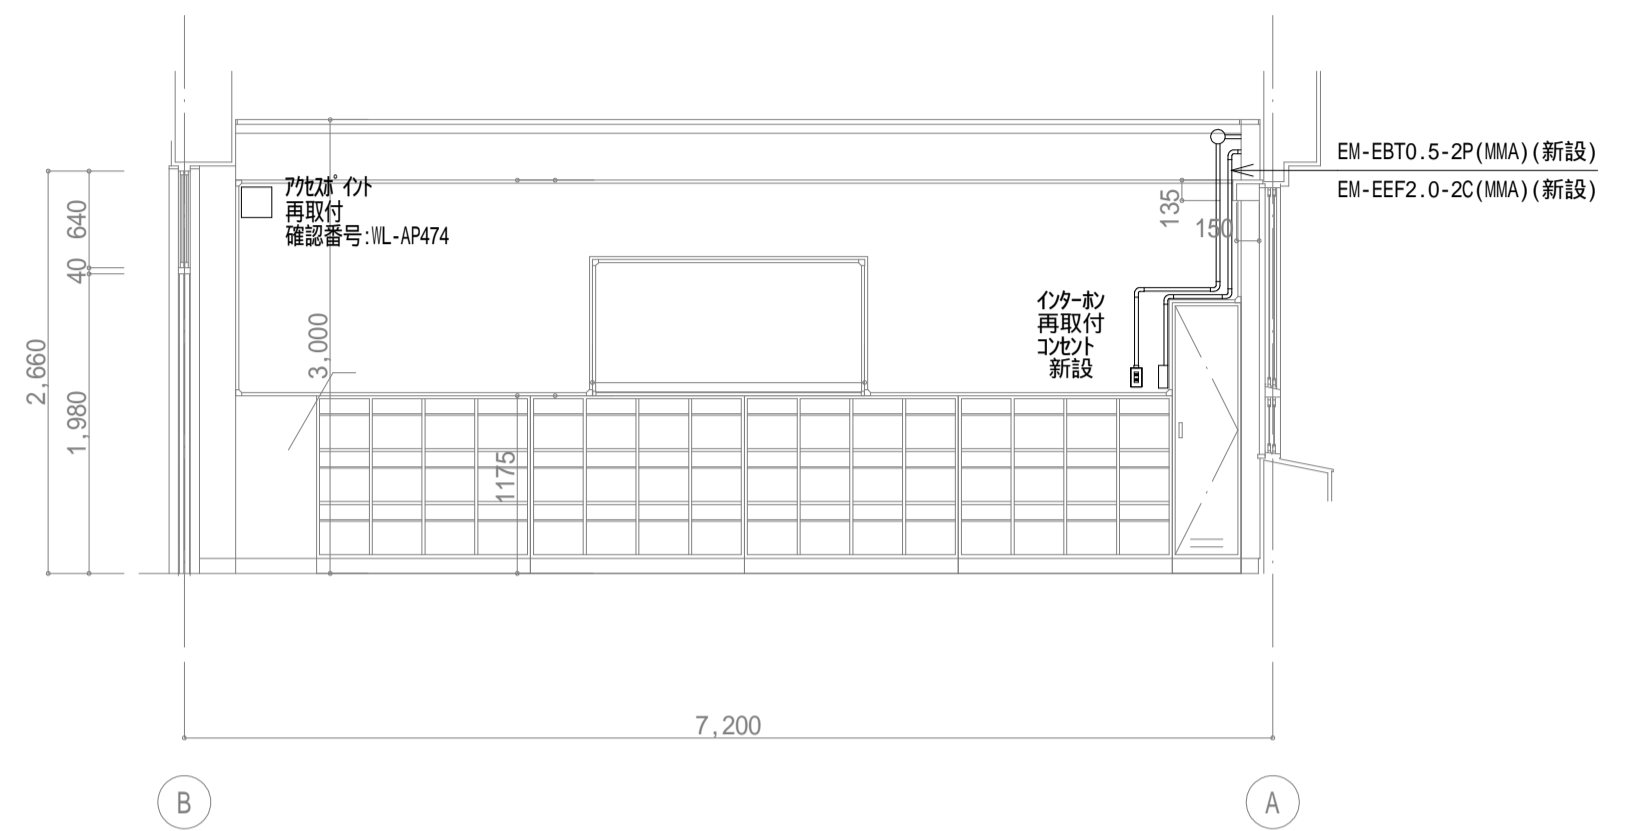 EM-EBT0.5-2P(MMA)(新設)
EM-EEF2.0-2C(MMA)(新設)
アクセスポイント
再取付
確認番号:WL-AP474
135
150
640
40
2,660
1,980
3,000
インターホン
再取付
コンセント
新設
1175
7,200
B
A